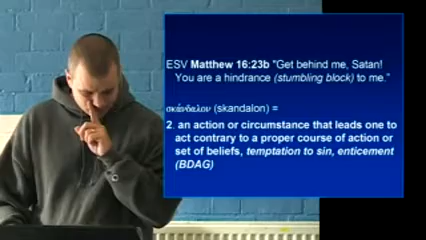 ESV Matthew 16:23b "Get behind me, Satan!
You are a hindrance (stumbling block) to me."
σκάνδαλον (skandalon) =
2. an action or circumstance that leads one to
act contrary to a proper course of action or
set of beliefs, temptation to sin, enticement
(BDAG)